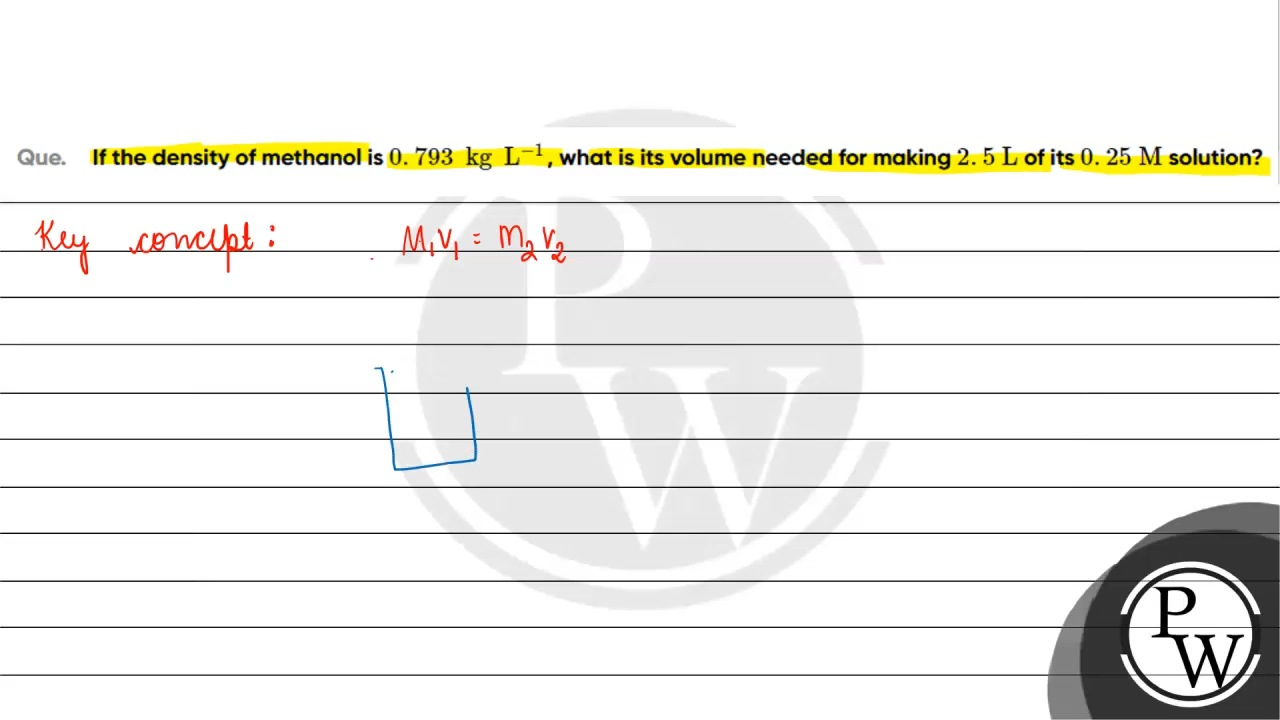 Que. If the density of methanol is 0. 793 kg L⁻¹, what is its volume needed for making 2. 5 L of its 0. 25 M solution?
Key concept: M₁V₁ = M₂V₂
PW
PW